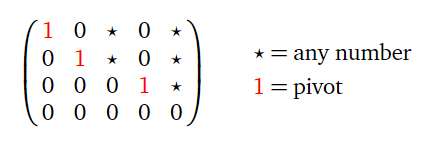 1 0 ⋆ 0 ⋆
0 1 ⋆ 0 ⋆
0 0 0 1 ⋆
0 0 0 0 0
⋆ = any number
1 = pivot